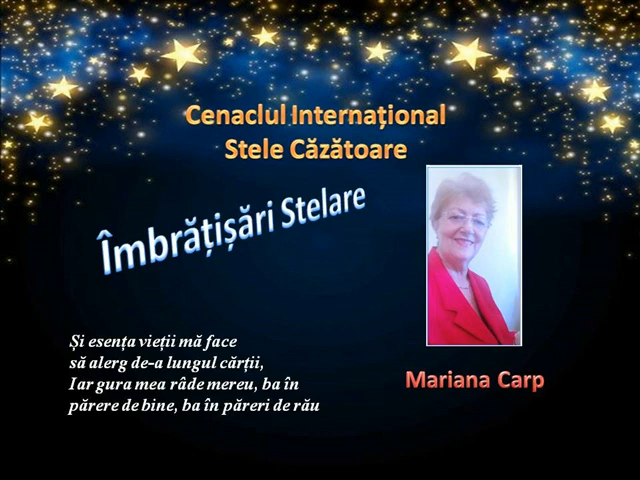 Cenaclul Internațional
Stele Căzătoare
Îmbrățișări Stelare
Și esența vieții mă face
să alerg de-a lungul cărții,
Iar gura mea râde mereu, ba în
părere de bine, ba în păreri de rău
Mariana Carp